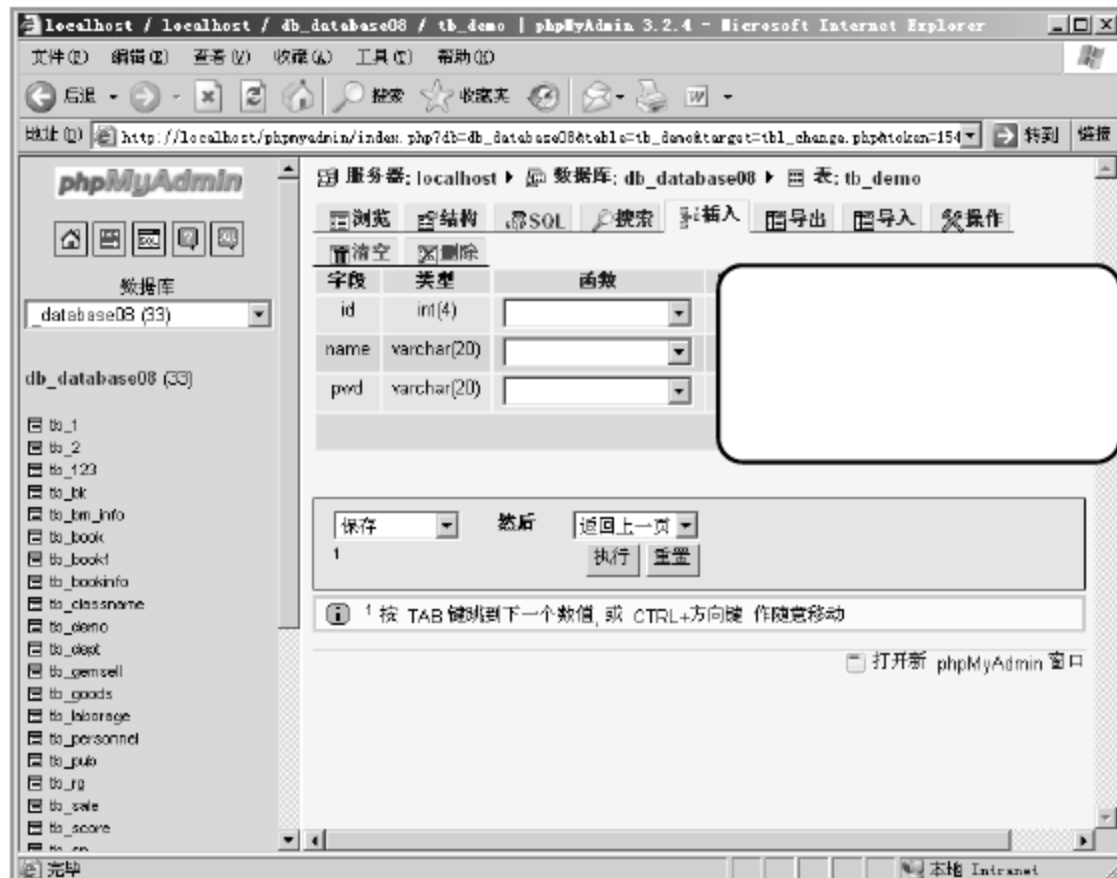 localhost / localhost / db_database08 / tb_demo | phpMyAdmin 3.2.4 - Microsoft Internet Explorer
文件(F) 编辑(E) 查看(V) 收藏(A) 工具(T) 帮助(H)
后退 搜索 收藏夹
地址(D) http://localhost/phpmyadmin/index.php?db=db_database08&table=tb_demo&target=tbl_change.php&token=154 转到 链接
phpMyAdmin
服务器: localhost 数据库: db_database08 表: tb_demo
浏览 结构 SQL 搜索 插入 导出 导入 操作
清空 删除
数据库
_database08 (33)
db_database08 (33)
tb_1
tb_2
tb_123
tb_bk
tb_bm_info
tb_book
tb_book1
tb_bookinfo
tb_classname
tb_demo
tb_dept
tb_gemsell
tb_goods
tb_laborage
tb_personnel
tb_pub
tb_rg
tb_sale
tb_score
字段 类型 函数
id int(4)
name varchar(20)
pwd varchar(20)
保存 然后 返回上一页
1 执行 重置
1 按 TAB 键跳到下一个数值, 或 CTRL+方向键 作随意移动
打开新 phpMyAdmin 窗口
完毕 本地 Intranet